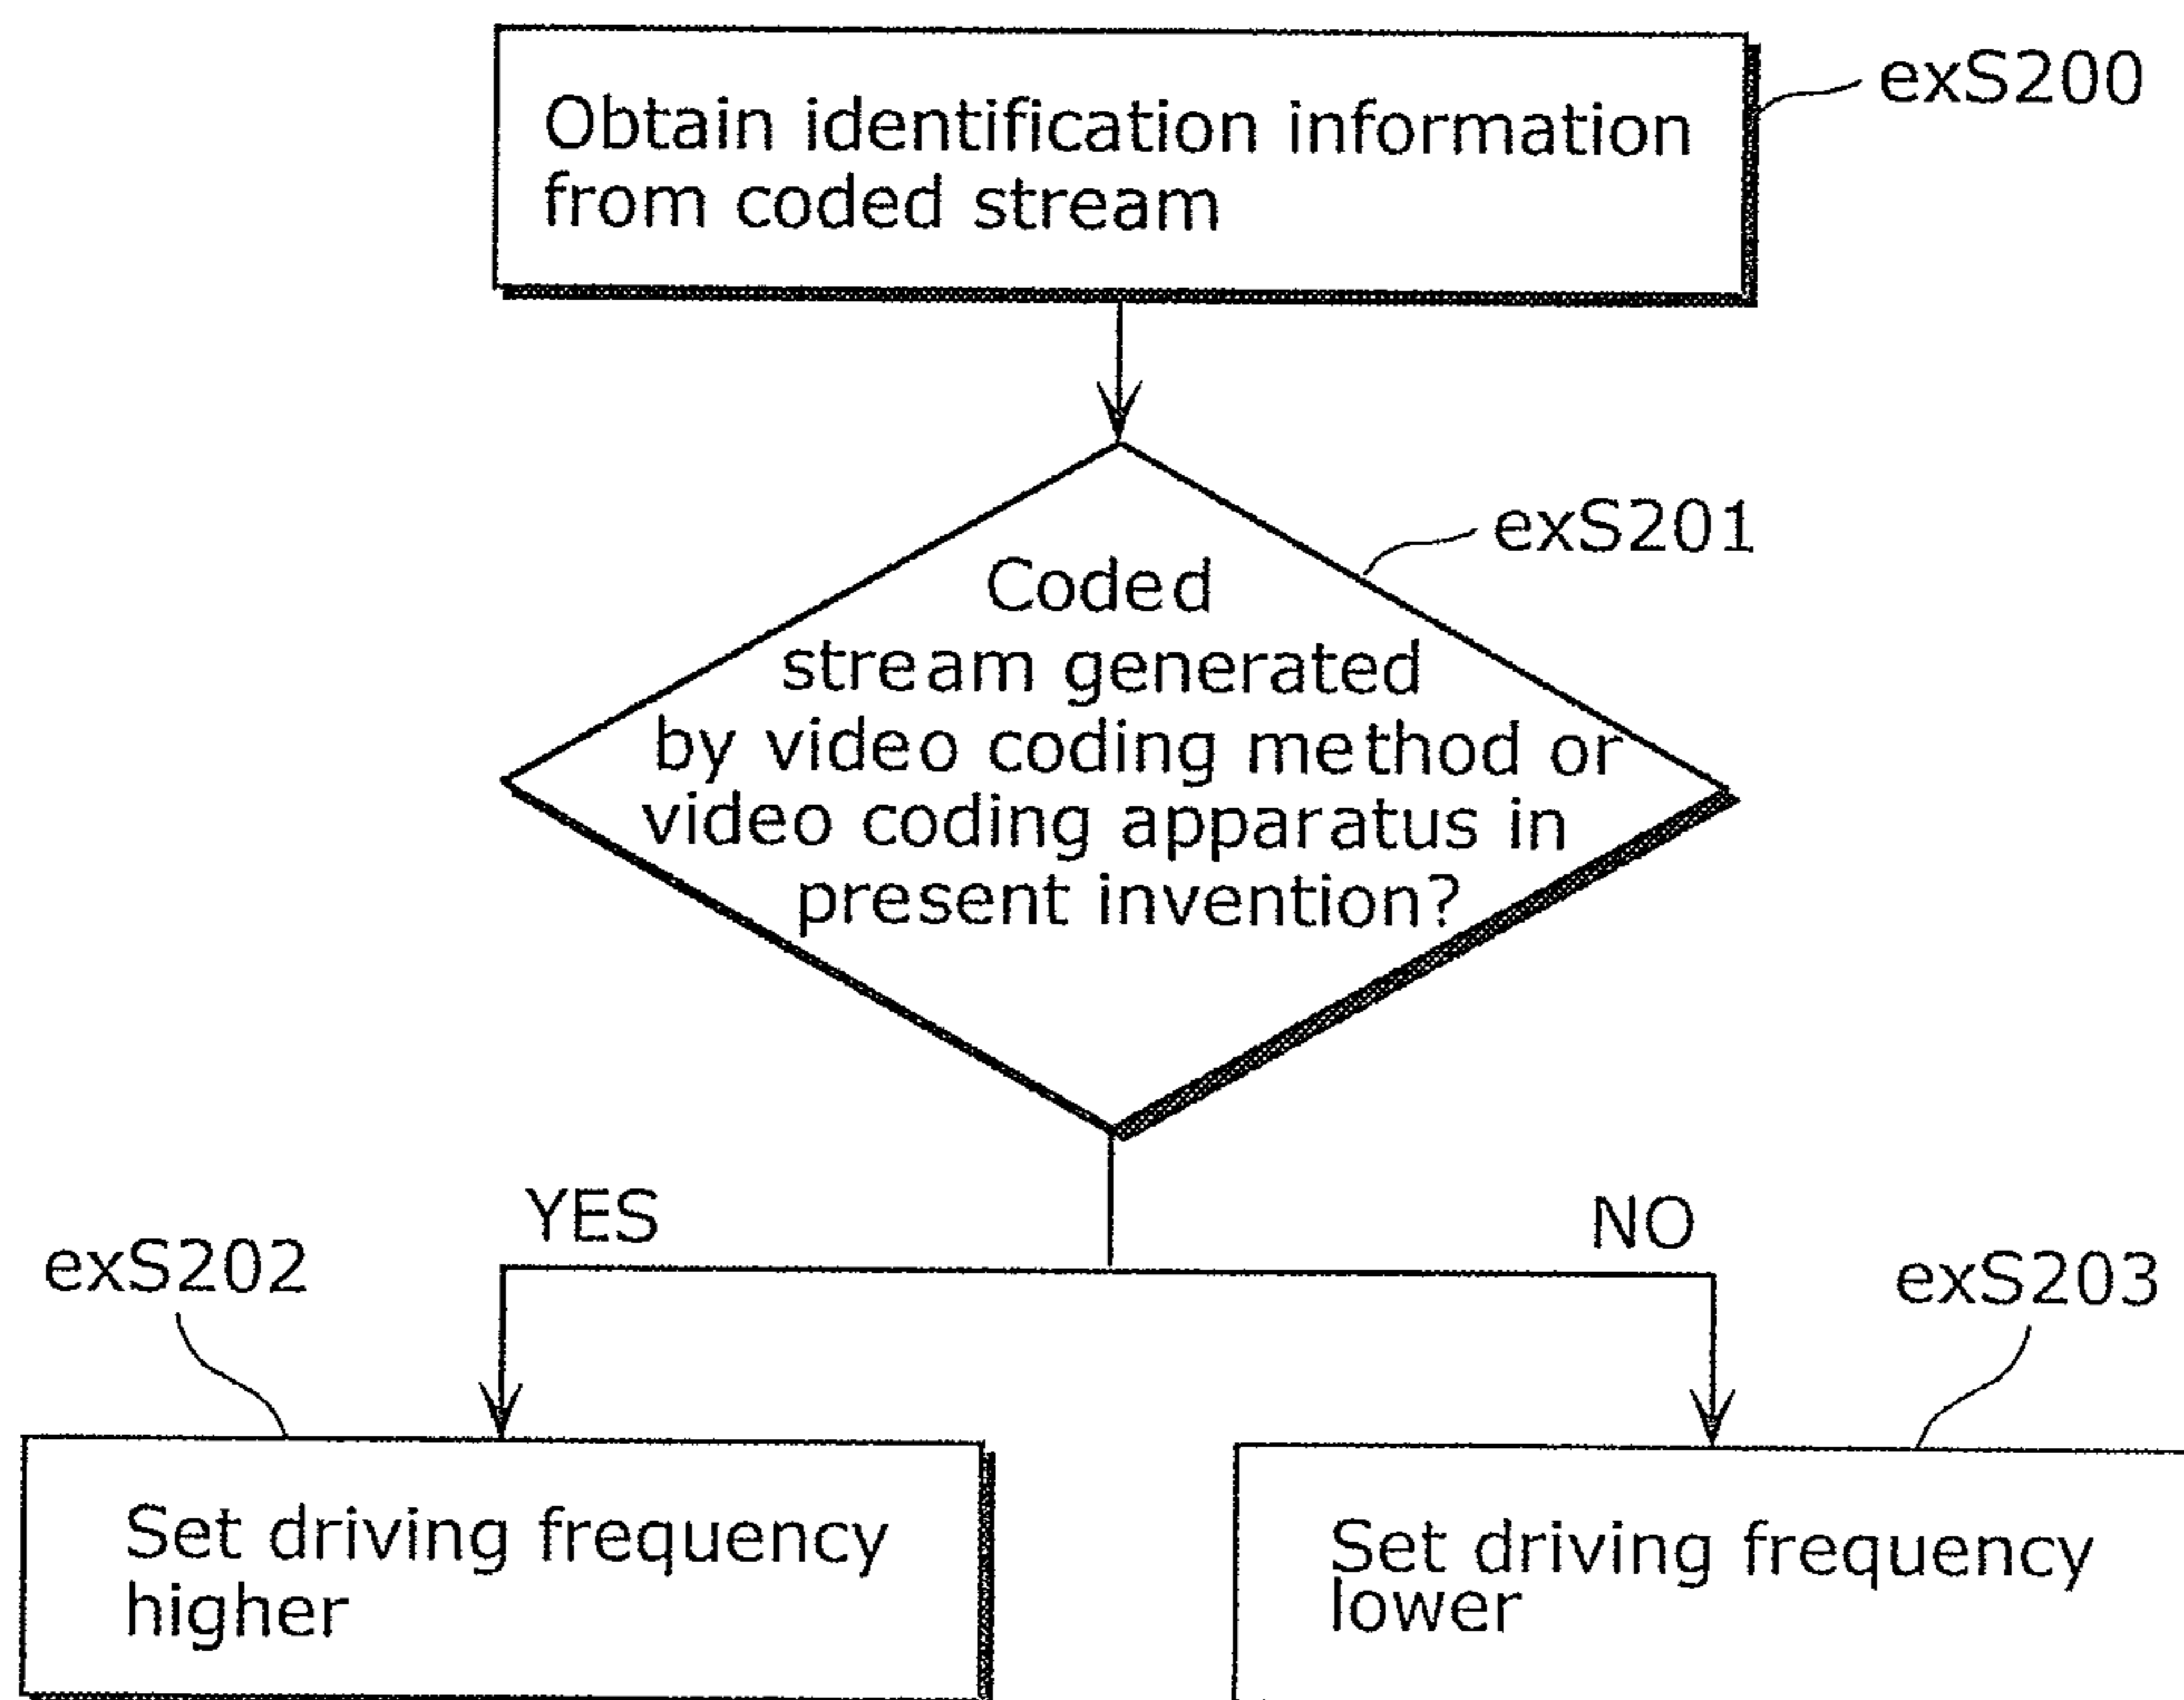 Obtain identification information
from coded stream
exS200
exS201
Coded
stream generated
by video coding method or
video coding apparatus in
present invention?
YES
NO
exS202
exS203
Set driving frequency
higher
Set driving frequency
lower